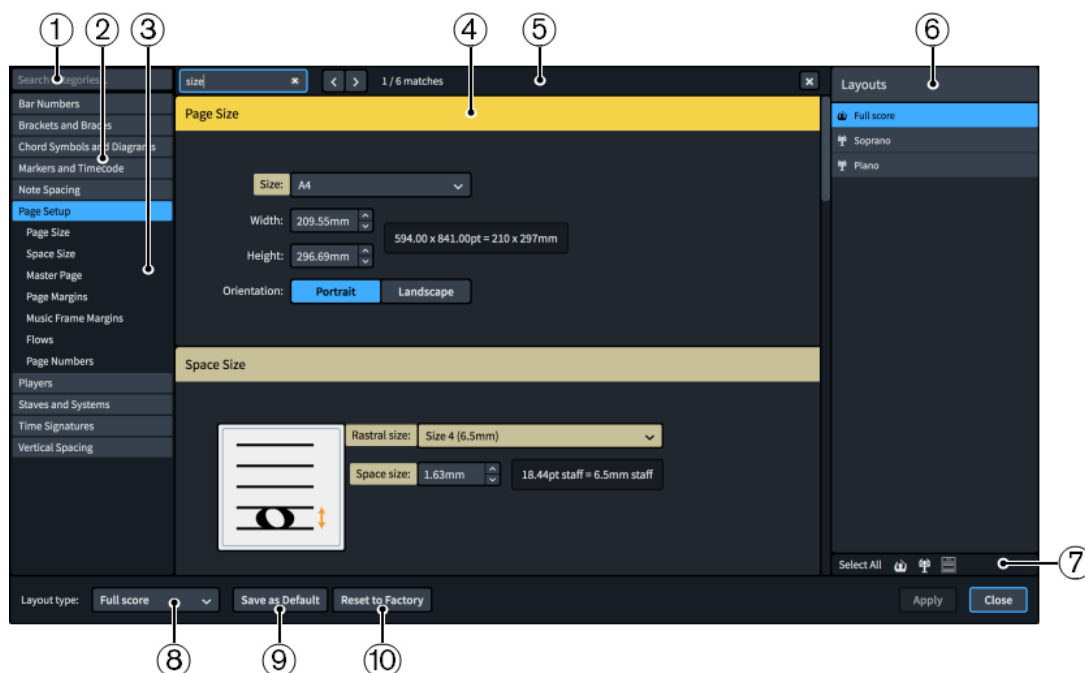 ① ② ③ ④ ⑤ ⑥
Search categories...
Bar Numbers
Brackets and Braces
Chord Symbols and Diagrams
Markers and Timecode
Note Spacing
Page Setup
Page Size
Space Size
Master Page
Page Margins
Music Frame Margins
Flows
Page Numbers
Players
Staves and Systems
Time Signatures
Vertical Spacing
size
1 / 6 matches
Page Size
Size: A4
Width: 209.55mm
594.00 x 841.00pt = 210 x 297mm
Height: 296.69mm
Orientation: Portrait Landscape
Space Size
Rastral size: Size 4 (6.5mm)
Space size: 1.63mm 18.44pt staff = 6.5mm staff
Layouts
Full score
Soprano
Piano
Select All
⑦
Layout type: Full score Save as Default Reset to Factory Apply Close
⑧ ⑨ ⑩